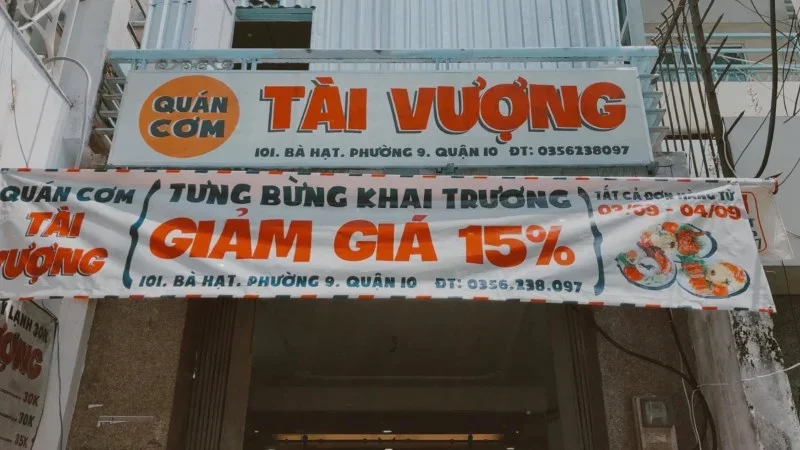 QUÁN
CƠM
TÀI VƯỢNG
101. BÀ HẠT. PHƯỜNG 9. QUẬN 10 ĐT: 0356238097
QUÁN CƠM
TÀI
VƯỢNG
TƯNG BỪNG KHAI TRƯƠNG
GIẢM GIÁ 15%
101. BÀ HẠT. PHƯỜNG 9. QUẬN 10 ĐT: 0356.238.097
TẤT CẢ ĐƠN HÀNG TỪ
02/09 - 04/09
LẠNH 30K
30K
30K
35K